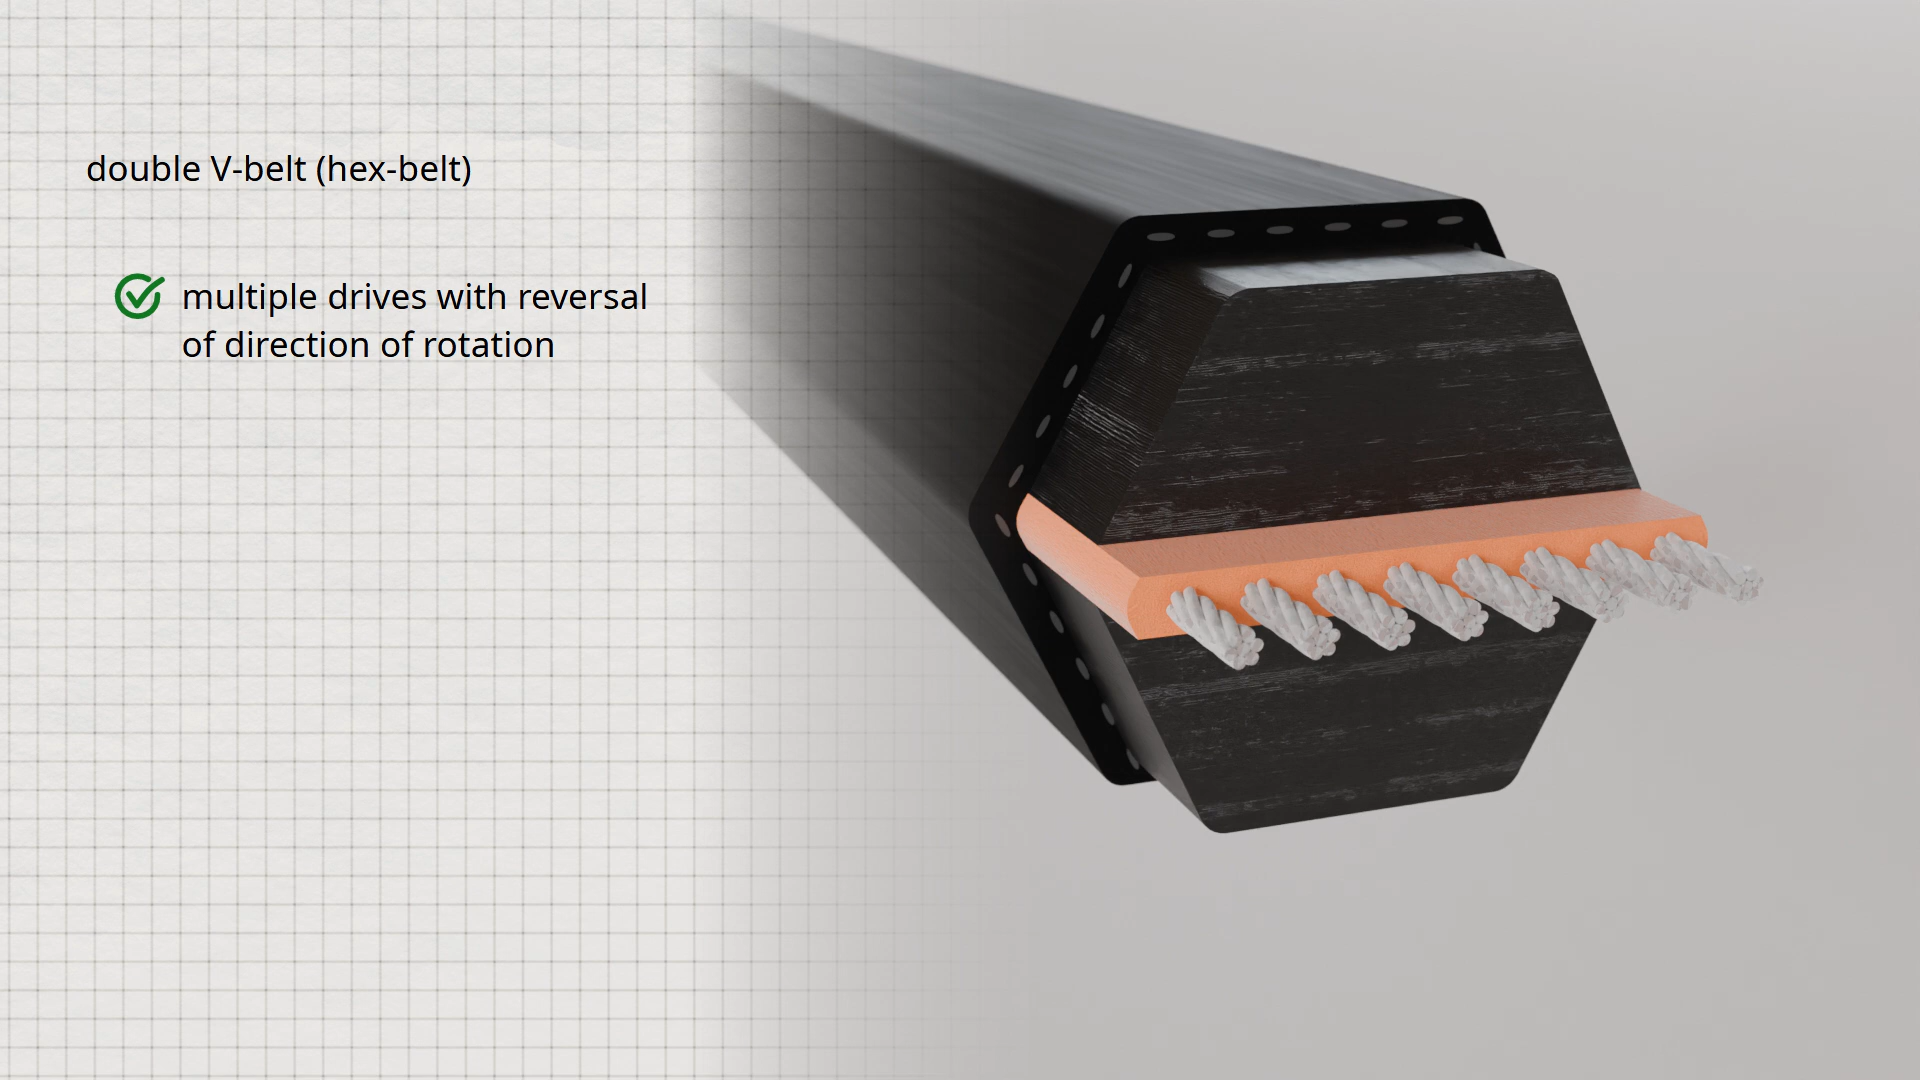 double V-belt (hex-belt)
multiple drives with reversal
of direction of rotation